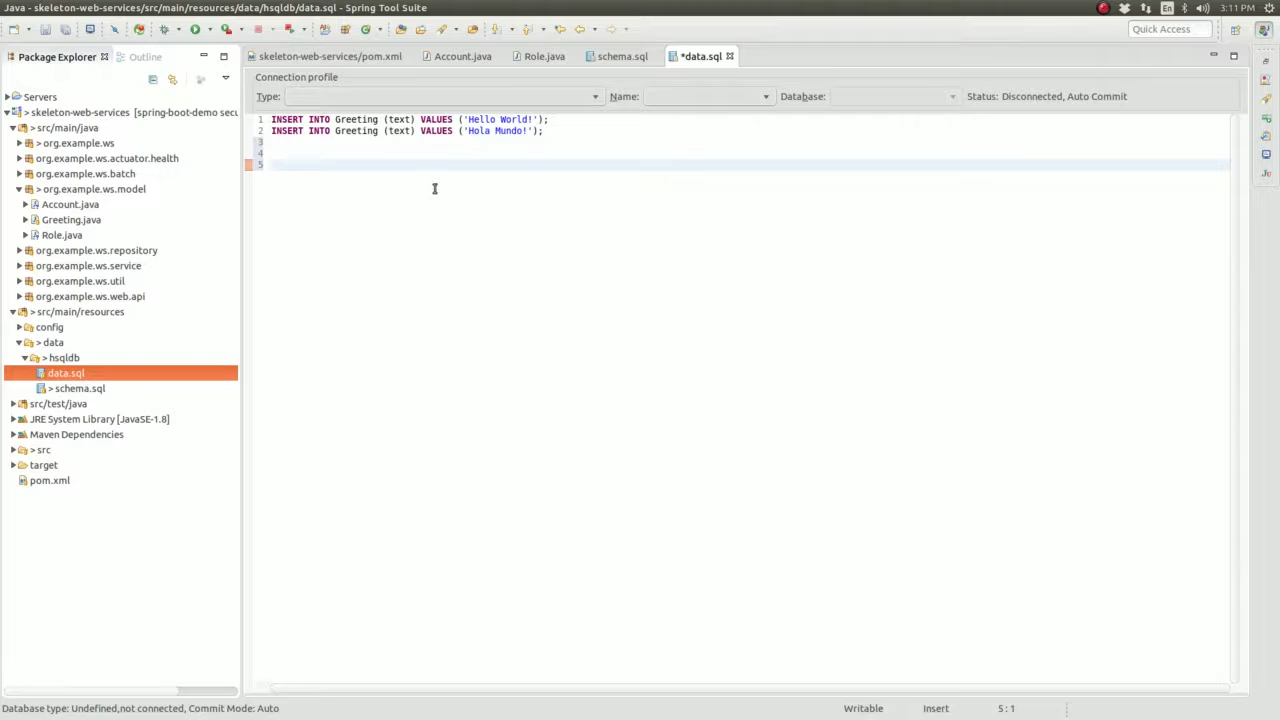 Java - skeleton-web-services/src/main/resources/data/hsqldb/data.sql - Spring Tool Suite
En
3:11 PM
Quick Access
Package Explorer
Outline
skeleton-web-services/pom.xml
Account.java
Role.java
schema.sql
*data.sql
Connection profile
Type:
Name:
Database:
Status: Disconnected, Auto Commit
Servers
> skeleton-web-services [spring-boot-demo secu
> src/main/java
> org.example.ws
org.example.ws.actuator.health
org.example.ws.batch
> org.example.ws.model
Account.java
Greeting.java
Role.java
org.example.ws.repository
org.example.ws.service
org.example.ws.util
org.example.ws.web.api
> src/main/resources
config
> data
> hsqldb
data.sql
> schema.sql
src/test/java
JRE System Library [JavaSE-1.8]
Maven Dependencies
> src
target
pom.xml
1 INSERT INTO Greeting (text) VALUES ('Hello World!');
2 INSERT INTO Greeting (text) VALUES ('Hola Mundo!');
3
4
5
Database type: Undefined,not connected, Commit Mode: Auto
Writable
Insert
5 : 1